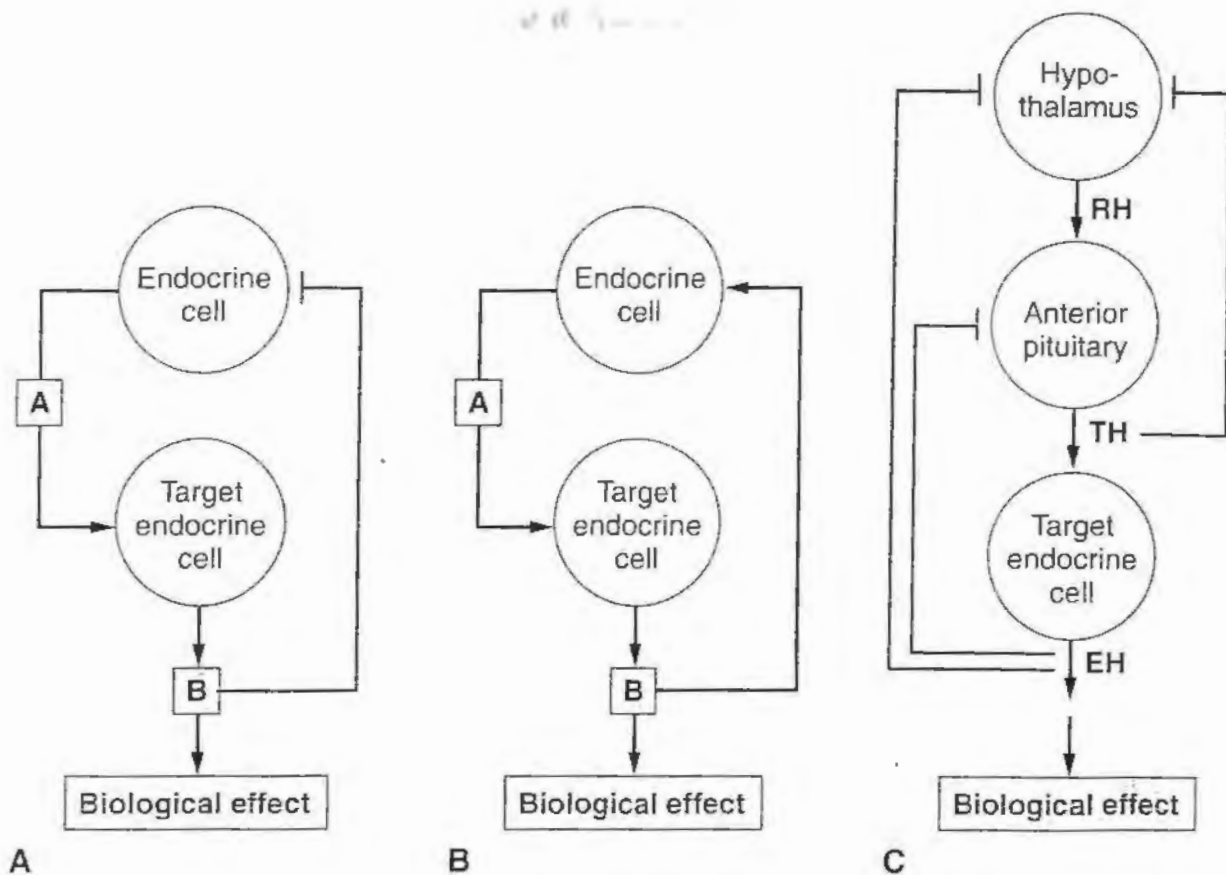 Endocrine
cell
A
Target
endocrine
cell
B
Biological effect
A
Endocrine
cell
A
Target
endocrine
cell
B
Biological effect
B
Hypo-
thalamus
RH
Anterior
pituitary
TH
Target
endocrine
cell
EH
Biological effect
C